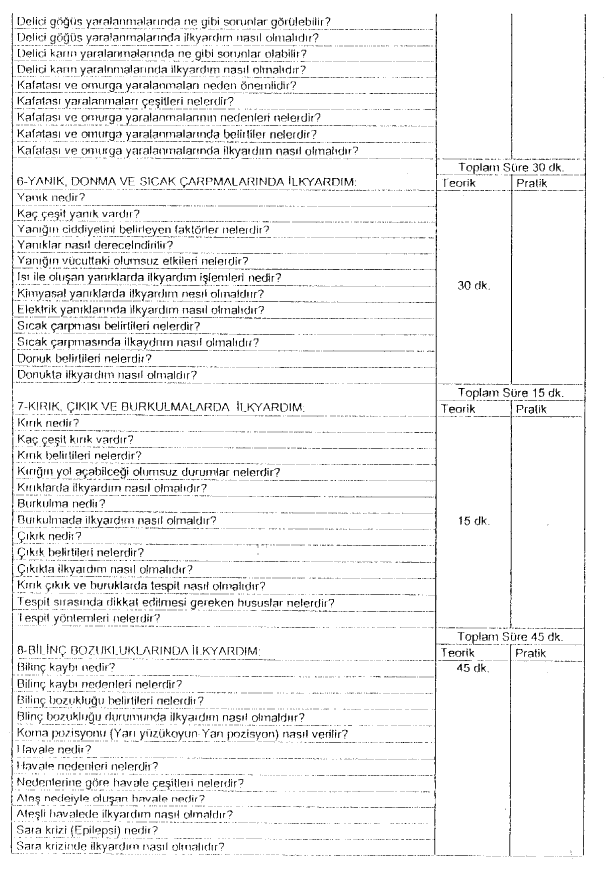 Delici göğüs yaralanmalarında ne gibi sorunlar görülebilir?
Delici göğüs yaralanmalarında ilkyardım nasıl olmalıdır?
Delici karın yaralanmalarında ne gibi sorunlar olabilir?
Delici karın yaralnmalarında ilkyardım nasıl olmalıdır?
Kafatası ve omurga yaralanmaları neden önemlidir?
Kafatası yaralanmaları çeşitleri nelerdir?
Kafatası ve omurga yaralanmalarının nedenleri nelerdir?
Kafatası ve omurga yaralanmalarında belirtiler nelerdir?
Kafatası ve omurga yaralanmalarında ilkyardım nasıl olmalıdır?
Toplam Süre 30 dk.
6-YANIK, DONMA VE SICAK ÇARPMALARINDA İLKYARDIM: Teorik Pratik
Yanık nedir?
Kaç çeşit yanık vardır?
Yanığın ciddiyetini belirleyen faktörler nelerdir?
Yanıklar nasıl derecelndirilir?
Yanığın vücuttaki olumsuz etkileri nelerdir?
Isı ile oluşan yanıklarda ilkyardım işlemleri nedir?
Kimyasal yanıklarda ilkyardım nasıl olmaldıır? 30 dk.
Elektrik yanıklarında ilkyardım nasıl olmalıdır?
Sıcak çarpması belirtileri nelerdir?
Sıcak çarpmasında ilkaydrım nasıl olmalıdır?
Donuk belirtileri nelerdir?
Donukta ilkyardım nasıl olmalıdır?
Toplam Süre 15 dk.
7-KIRIK, ÇIKIK VE BURKULMALARDA İLKYARDIM: Teorik Pratik
Kırık nedir?
Kaç çeşit kırık vardır?
Kırık belirtileri nelerdir?
Kırığın yol açabilceği olumsuz durumlar nelerdir?
Kırıklarda ilkyardım nasıl olmalıdır?
Burkulma nedir?
Burkulmada ilkyardım nasıl olmaldır? 15 dk.
Çıkık nedir?
Çıkık belirtileri nelerdir?
Çıkıkta ilkyardım nasıl olmalıdır?
Kırık çıkık ve buruklarda tespit nasıl olmalıdır?
Tespit sırasında dikkat edilmesi gereken hususlar nelerdir?
Tespit yöntemleri nelerdir?
Toplam Süre 45 dk.
8-BİLİNÇ BOZUKLUKLARINDA İLKYARDIM: Teorik Pratik
Bilinç kaybı nedir? 45 dk.
Bilinç kaybı nedenleri nelerdir?
Bilinç bozukluğu belirtileri nelerdir?
Blinç bozukluğu durumunda ilkyardım nasıl olmaldıır?
Koma pozisyonu (Yarı yüzükoyun-Yan pozisyon) nasıl verilir?
Havale nedir?
Havale nedenleri nelerdir?
Nedenlerine göre havale çeşitleri nelerdir?
Ateş nedeiyle oluşan havale nedir?
Ateşli havalede ilkyardım nasıl olmalıdır?
Sara krizi (Epilepsi) nedir?
Sara krizinde ilkyardım nasıl olmalıdır?